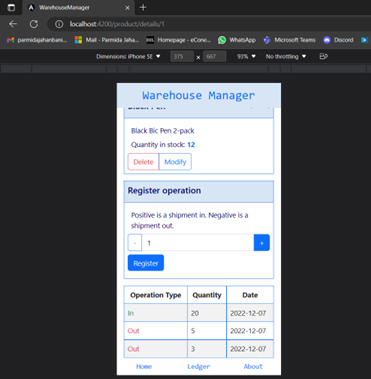 WarehouseManager
localhost:4200/product/details/1
Mail - Parmida Jaha...
Homepage - eCone...
WhatsApp
Microsoft Teams
Discord
Dimensions: iPhone SE 375 x 667 93% No throttling
Warehouse Manager
Black Pen
Black Bic Pen 2-pack
Quantity in stock: 12
Delete Modify
Register operation
Positive is a shipment in. Negative is a
shipment out.
- 1 +
Register
Operation Type Quantity Date
In 20 2022-12-07
Out 5 2022-12-07
Out 3 2022-12-07
Home Ledger About